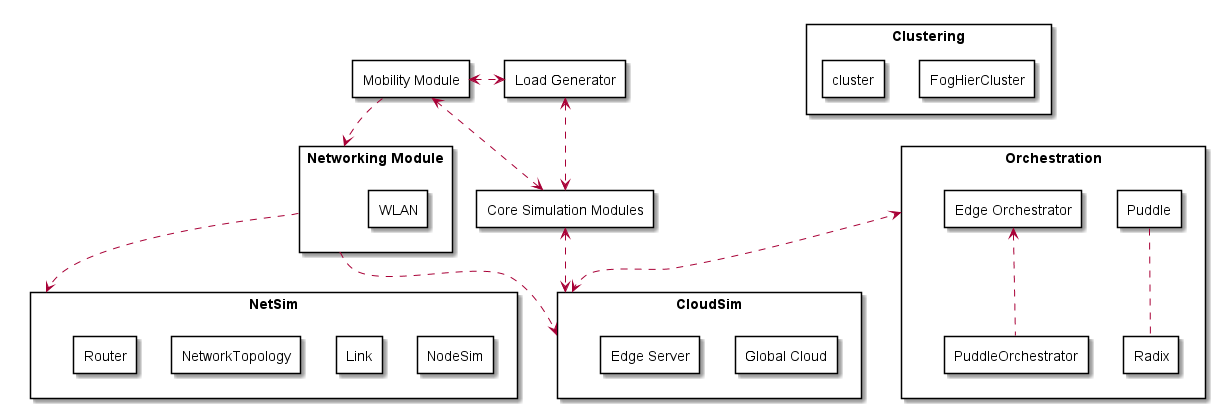 Clustering
cluster
FogHierCluster
Mobility Module
Load Generator
Networking Module
WLAN
Core Simulation Modules
Orchestration
Edge Orchestrator
Puddle
PuddleOrchestrator
Radix
NetSim
Router
NetworkTopology
Link
NodeSim
CloudSim
Edge Server
Global Cloud